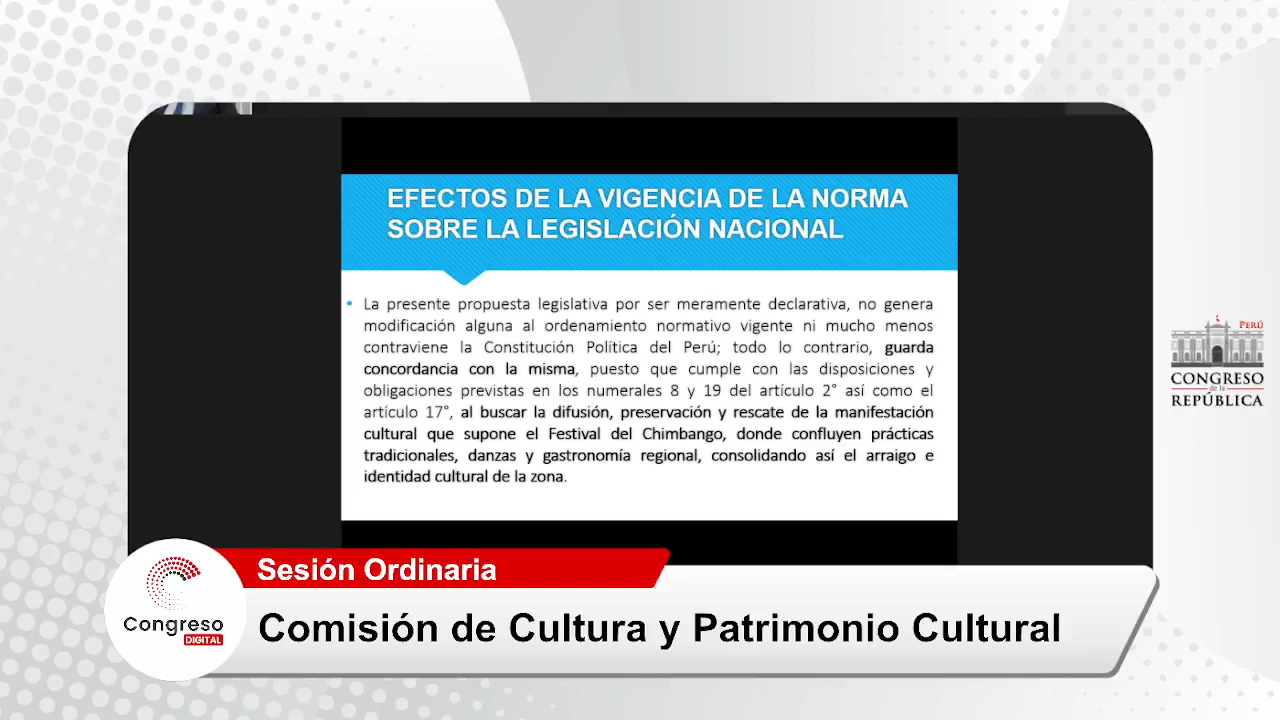 EFECTOS DE LA VIGENCIA DE LA NORMA
SOBRE LA LEGISLACIÓN NACIONAL
• La presente propuesta legislativa por ser meramente declarativa, no genera
modificación alguna al ordenamiento normativo vigente ni mucho menos
contraviene la Constitución Política del Perú; todo lo contrario, guarda
concordancia con la misma, puesto que cumple con las disposiciones y
obligaciones previstas en los numerales 8 y 19 del artículo 2° así como el
artículo 17°, al buscar la difusión, preservación y rescate de la manifestación
cultural que supone el Festival del Chimbango, donde confluyen prácticas
tradicionales, danzas y gastronomía regional, consolidando así el arraigo e
identidad cultural de la zona.
PERÚ
CONGRESO
de la
REPÚBLICA
Sesión Ordinaria
Congreso
DIGITAL
Comisión de Cultura y Patrimonio Cultural